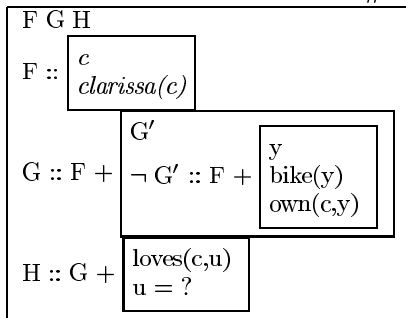 F G H
c
F ::
clarissa(c)
G′
y
G :: F + ¬ G′ :: F + bike(y)
own(c,y)
loves(c,u)
H :: G +
u = ?